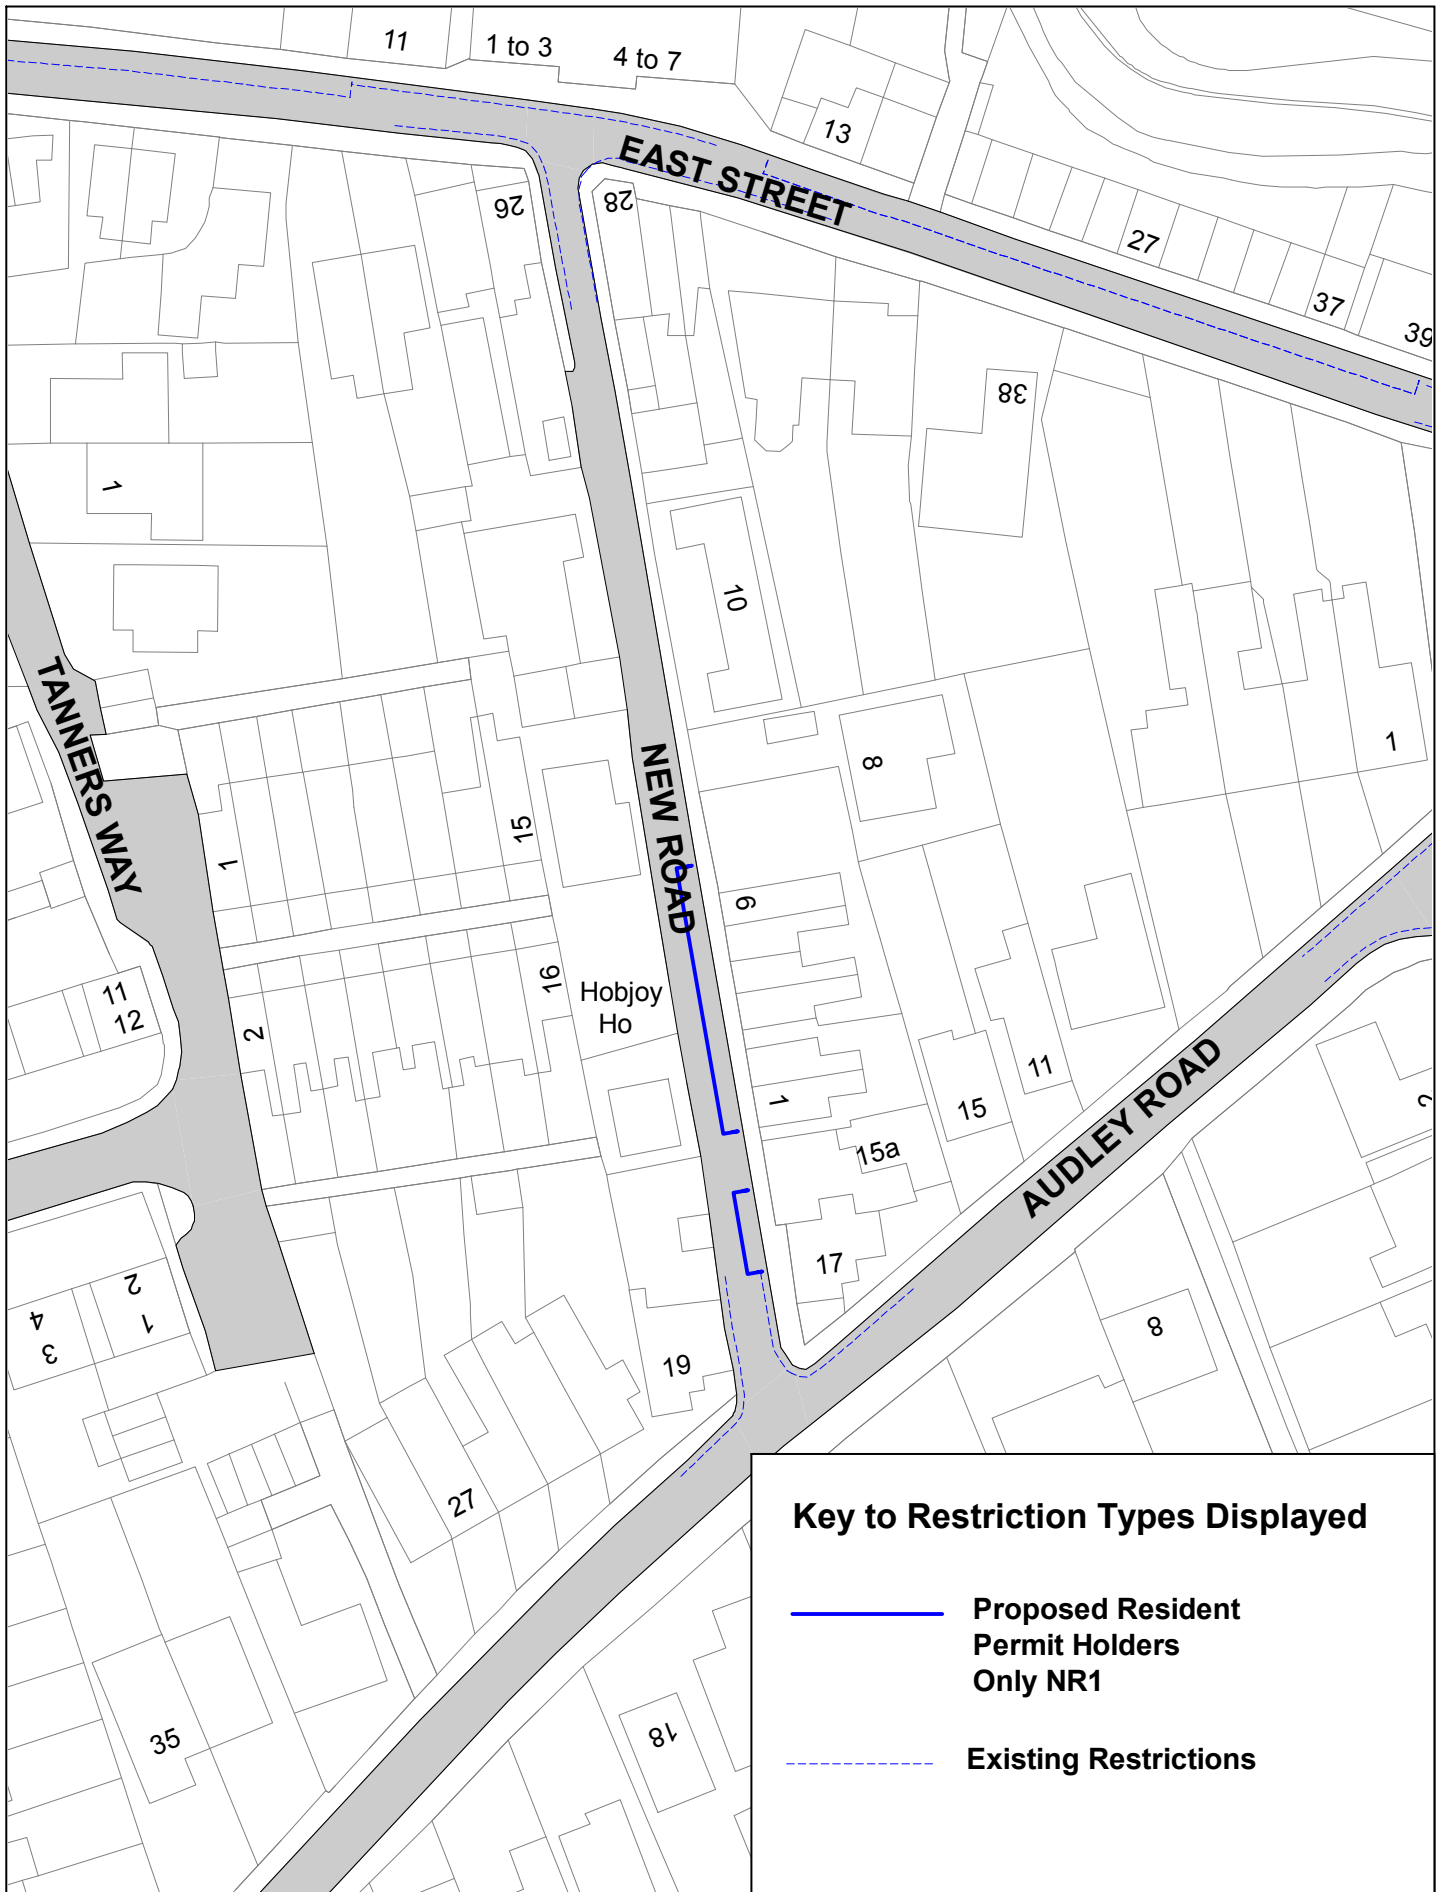 11
1 to 3
4 to 7
13
EAST STREET
26
28
27
37
39
38
1
10
TANNERS WAY
NEW ROAD
8
1
15
1
6
16
Hobjoy
Ho
11
12
2
1
11
15
15a
AUDLEY ROAD
2
17
2
1
4
3
19
8
27
35
18
Key to Restriction Types Displayed
Proposed Resident
Permit Holders
Only NR1
Existing Restrictions